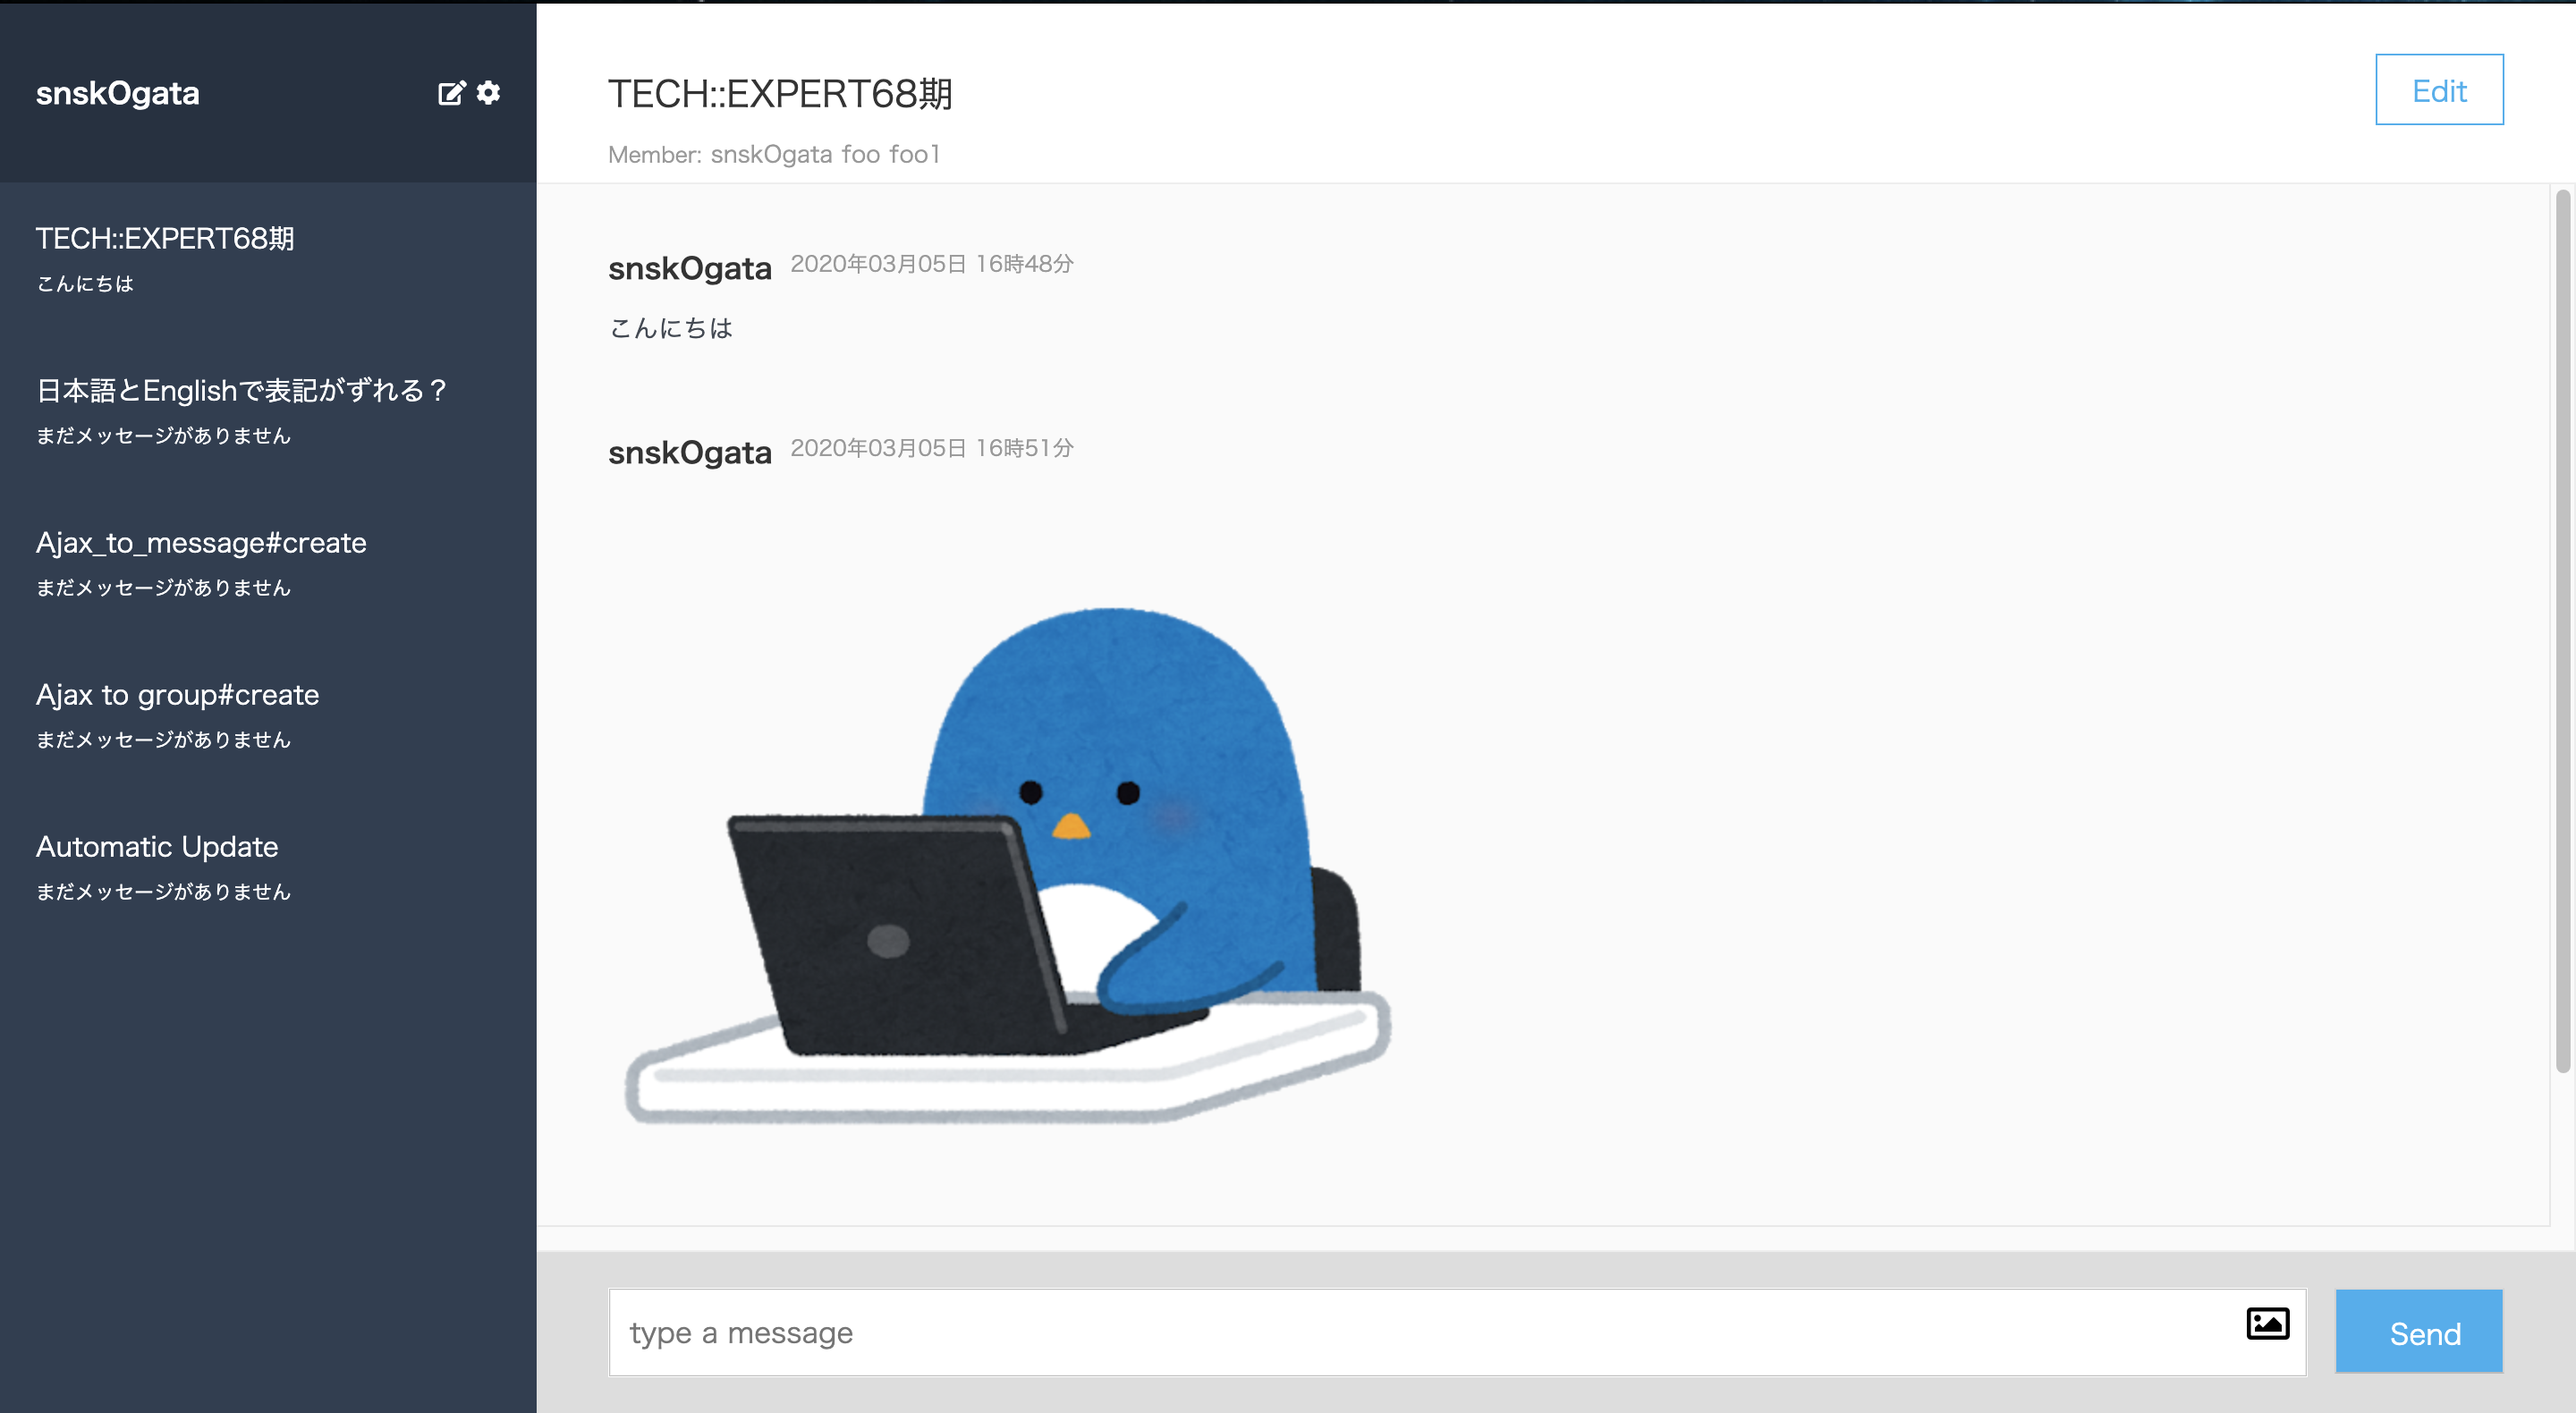 snskOgata
TECH::EXPERT68期
こんにちは
日本語とEnglishで表記がずれる？
まだメッセージがありません
Ajax_to_message#create
まだメッセージがありません
Ajax to group#create
まだメッセージがありません
Automatic Update
まだメッセージがありません
TECH::EXPERT68期
Edit
Member: snskOgata foo foo1
snskOgata 2020年03月05日 16時48分
こんにちは
snskOgata 2020年03月05日 16時51分
type a message
Send